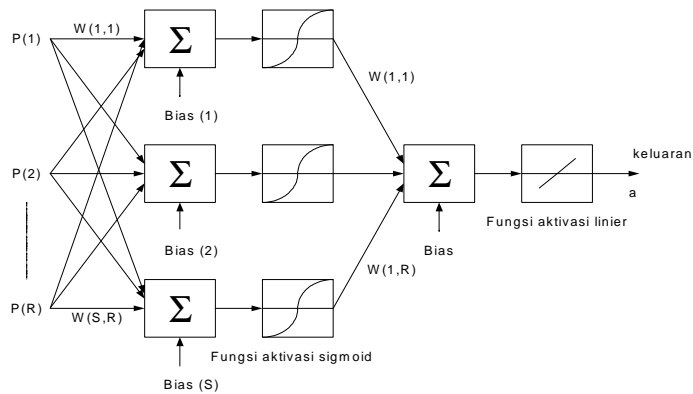 P(1)
W(1,1)
Σ
Bias (1)
W(1,1)
P(2)
Σ
Bias (2)
Σ
Bias
keluaran
a
Fungsi aktivasi linier
W(1,R)
P(R)
W(S,R)
Σ
Bias (S)
Fungsi aktivasi sigmoid